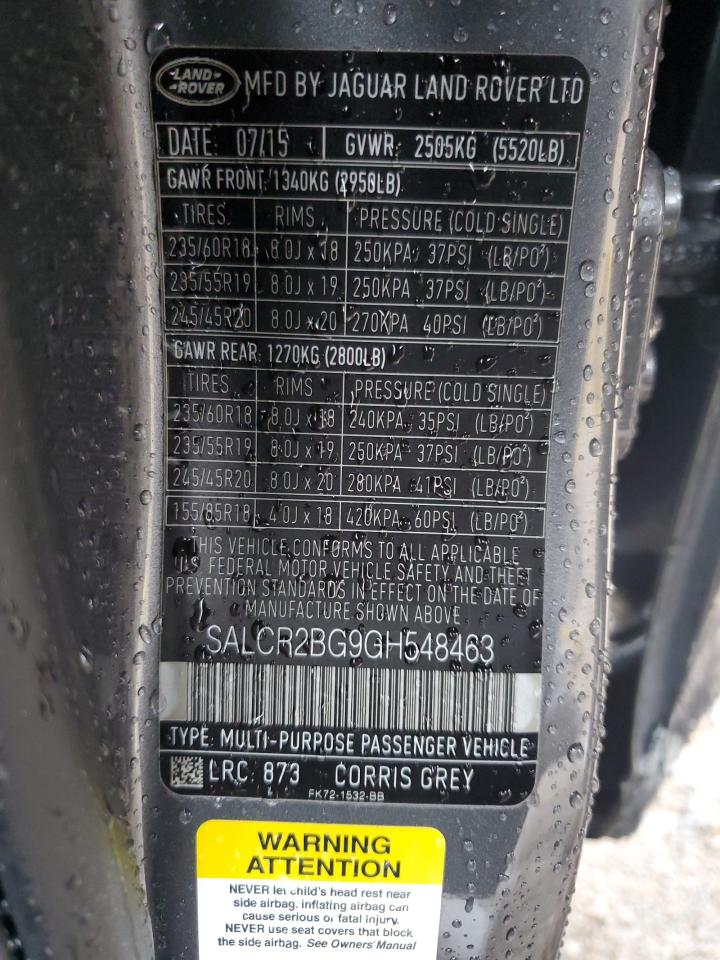 LAND ROVER MFD BY JAGUAR LAND ROVER LTD
DATE: 07/15 GVWR: 2505KG (5520LB)
GAWR FRONT: 1340KG (2950LB)
TIRES RIMS PRESSURE (COLD SINGLE)
235/60R18 8.0J x 18 250KPA 37PSI (LB/PO²)
235/55R19 8.0J x 19 250KPA 37PSI (LB/PO²)
245/45R20 8.0J x 20 270KPA 40PSI (LB/PO²)
GAWR REAR: 1270KG (2800LB)
TIRES RIMS PRESSURE (COLD SINGLE)
235/60R18 8.0J x 18 240KPA 35PSI (LB/PO²)
235/55R19 8.0J x 19 250KPA 37PSI (LB/PO²)
245/45R20 8.0J x 20 280KPA 41PSI (LB/PO²)
155/85R18 4.0J x 18 420KPA 60PSI (LB/PO²)
THIS VEHICLE CONFORMS TO ALL APPLICABLE
U.S. FEDERAL MOTOR VEHICLE SAFETY AND THEFT
PREVENTION STANDARDS IN EFFECT ON THE DATE OF
MANUFACTURE SHOWN ABOVE
SALCR2BG9GH548463
TYPE: MULTI-PURPOSE PASSENGER VEHICLE
LRC: 873 CORRIS GREY
FK72-1532-BB
WARNING
ATTENTION
NEVER let child's head rest near
side airbag. inflating airbag can
cause serious or fatal injury.
NEVER use seat covers that block
the side airbag. See Owners' Manual